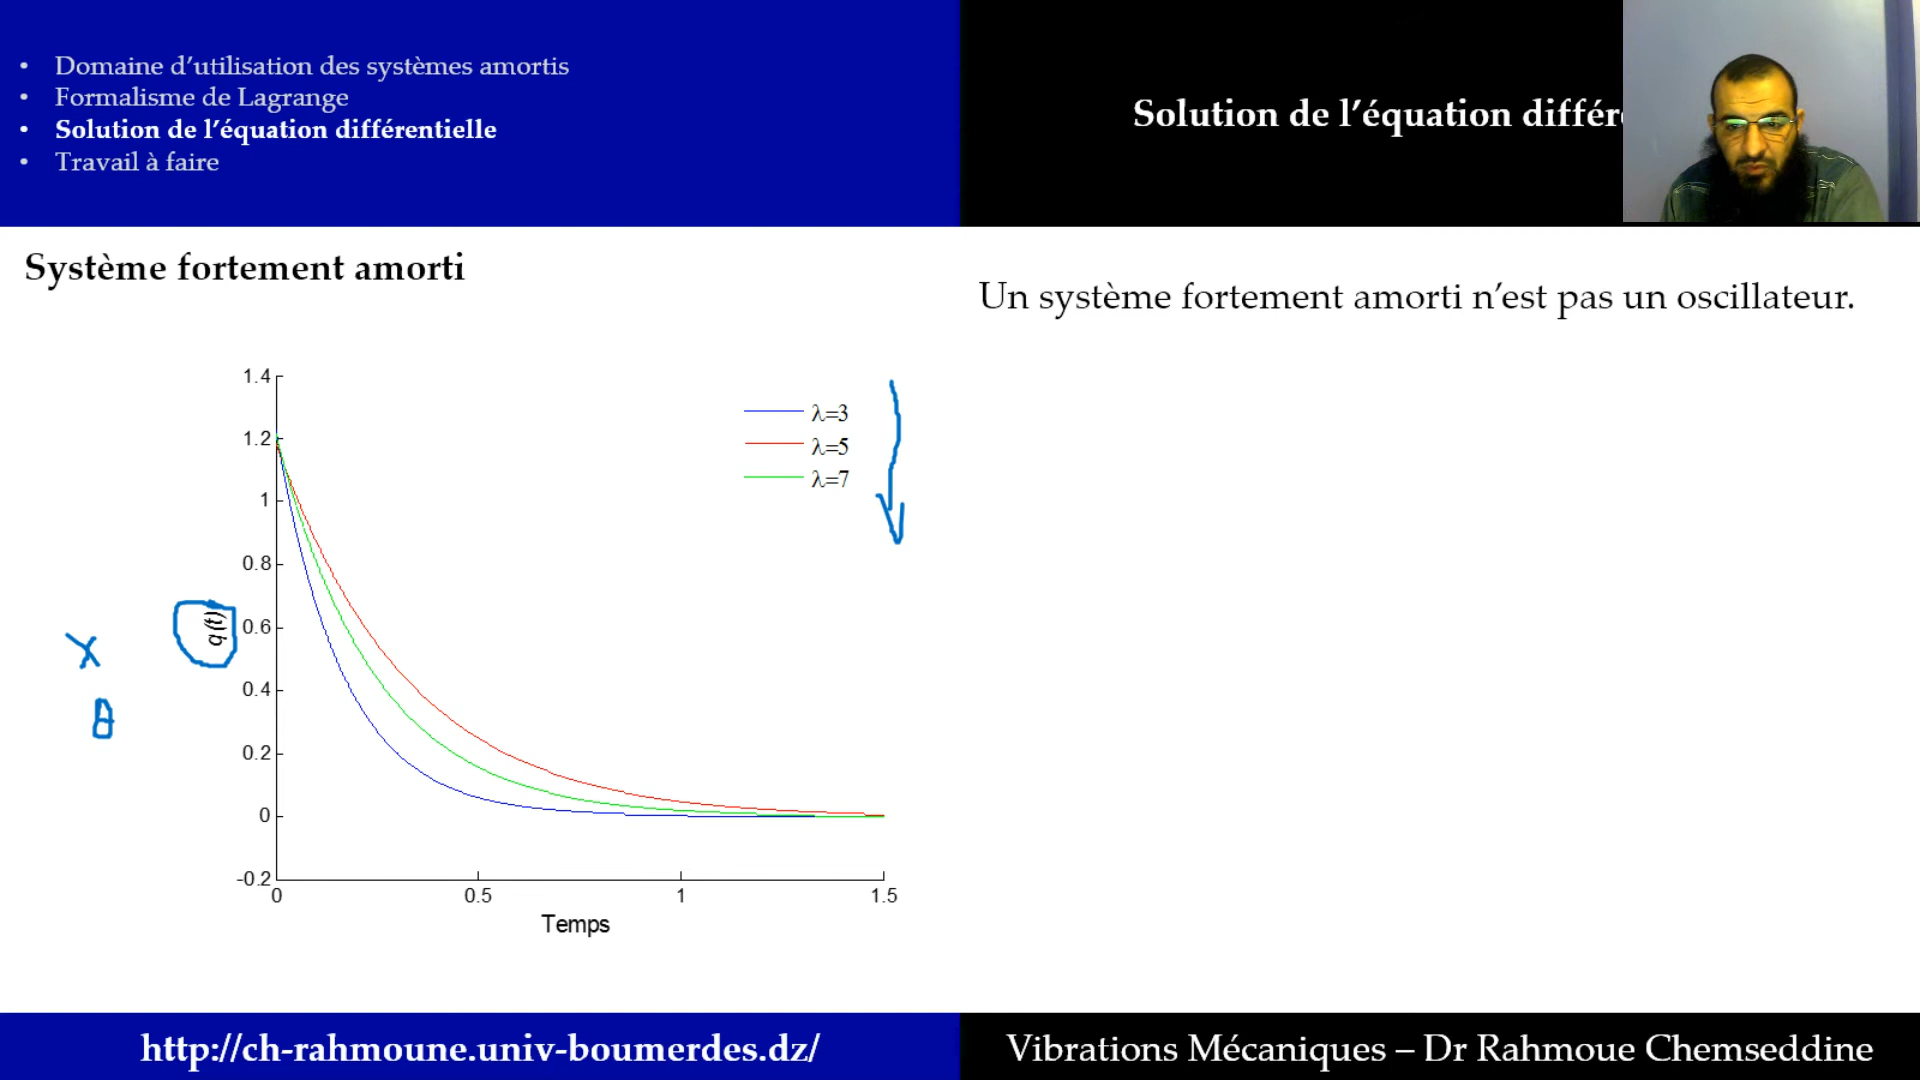 • Domaine d’utilisation des systèmes amortis
• Formalisme de Lagrange
• Solution de l’équation différentielle
• Travail à faire
Solution de l’équation différe
Système fortement amorti
Un système fortement amorti n’est pas un oscillateur.
1.4
1.2
1
0.8
0.6
0.4
0.2
0
-0.2
q(t)
X
θ
λ=3
λ=5
λ=7
0 0.5 1 1.5
Temps
http://ch-rahmoune.univ-boumerdes.dz/
Vibrations Mécaniques – Dr Rahmoue Chemseddine